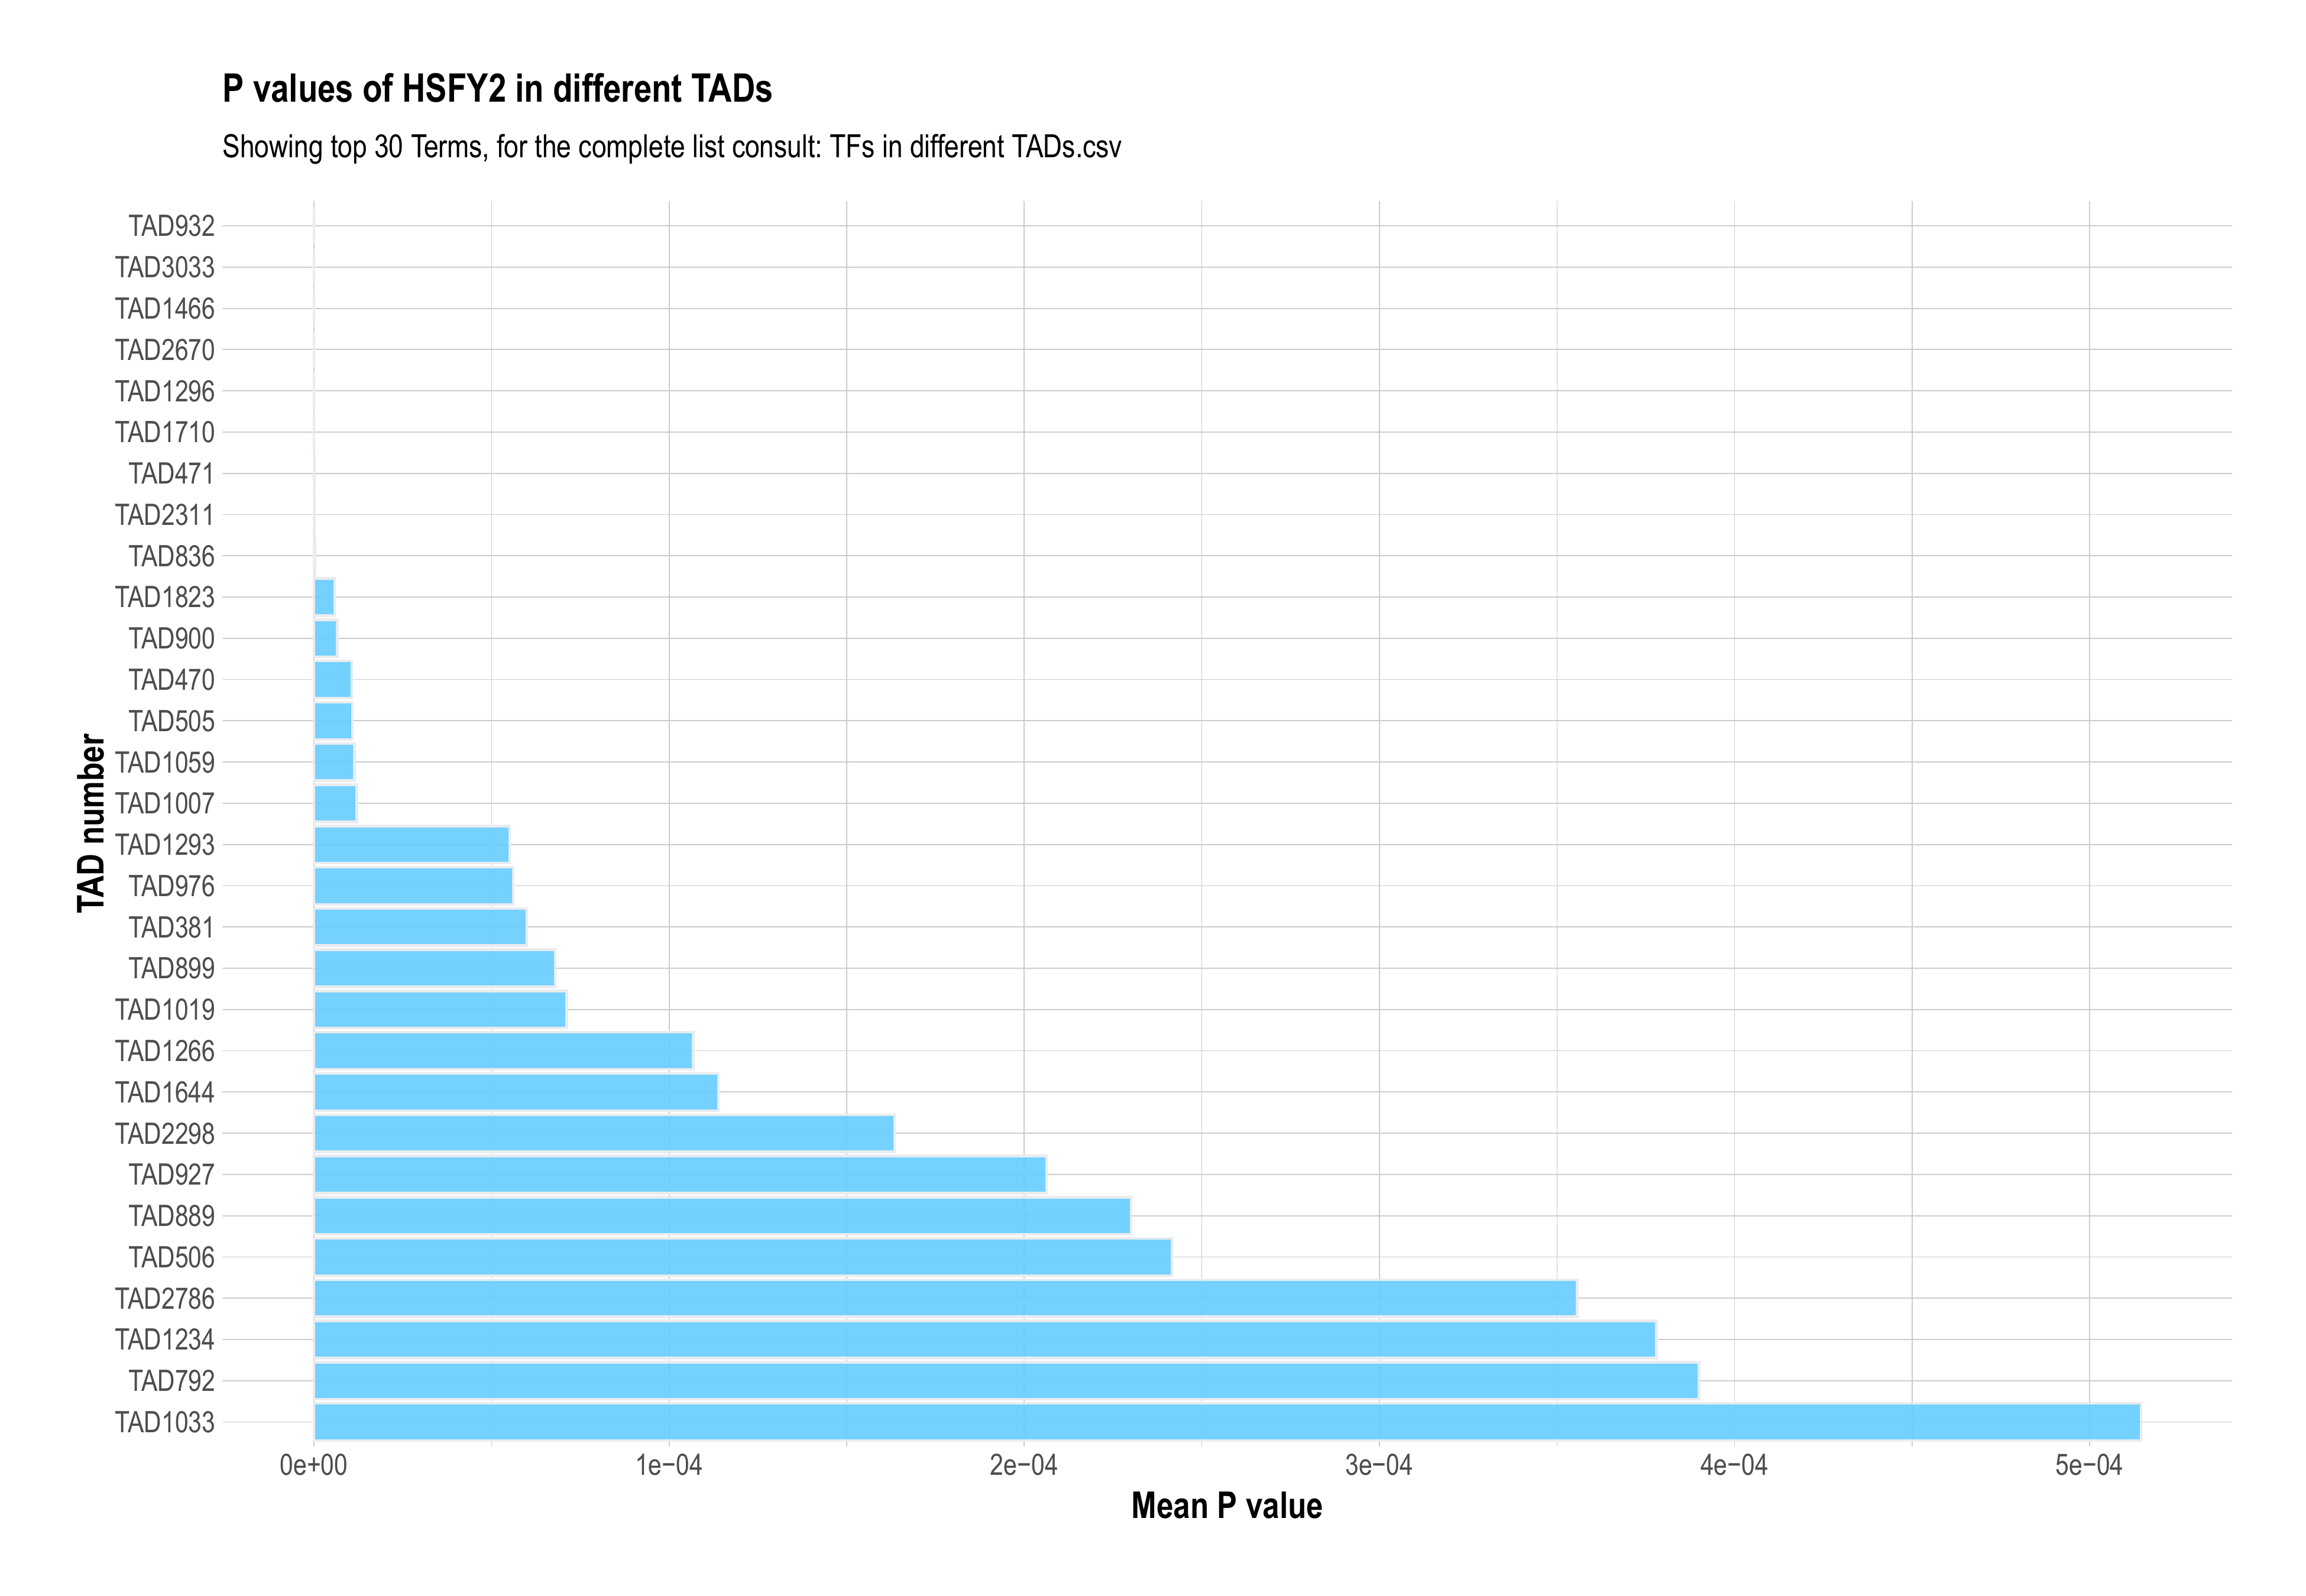 P values of HSFY2 in different TADs
Showing top 30 Terms, for the complete list consult: TFs in different TADs.csv
TAD932
TAD3033
TAD1466
TAD2670
TAD1296
TAD1710
TAD471
TAD2311
TAD836
TAD1823
TAD900
TAD470
TAD505
TAD1059
TAD1007
TAD1293
TAD976
TAD381
TAD899
TAD1019
TAD1266
TAD1644
TAD2298
TAD927
TAD889
TAD506
TAD2786
TAD1234
TAD792
TAD1033
TAD number
0e+00 1e−04 2e−04 3e−04 4e−04 5e−04
Mean P value